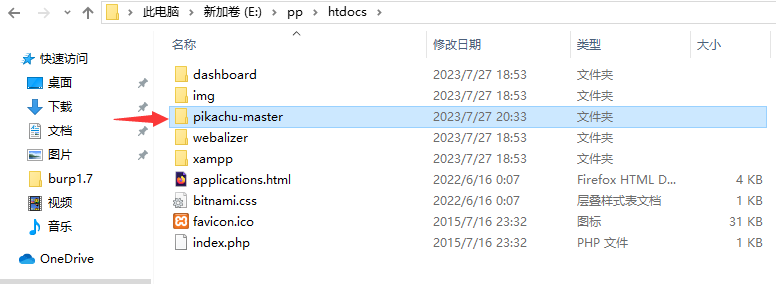 此电脑 > 新加卷 (E:) > pp > htdocs
快速访问
桌面
下载
文档
图片
burp1.7
视频
音乐
OneDrive
名称 修改日期 类型 大小
dashboard 2023/7/27 18:53 文件夹
img 2023/7/27 18:53 文件夹
pikachu-master 2023/7/27 20:33 文件夹
webalizer 2023/7/27 18:53 文件夹
xampp 2023/7/27 18:53 文件夹
applications.html 2022/6/16 0:07 Firefox HTML D... 4 KB
bitnami.css 2022/6/16 0:07 层叠样式表文档 1 KB
favicon.ico 2015/7/16 23:32 图标 31 KB
index.php 2015/7/16 23:32 PHP 文件 1 KB